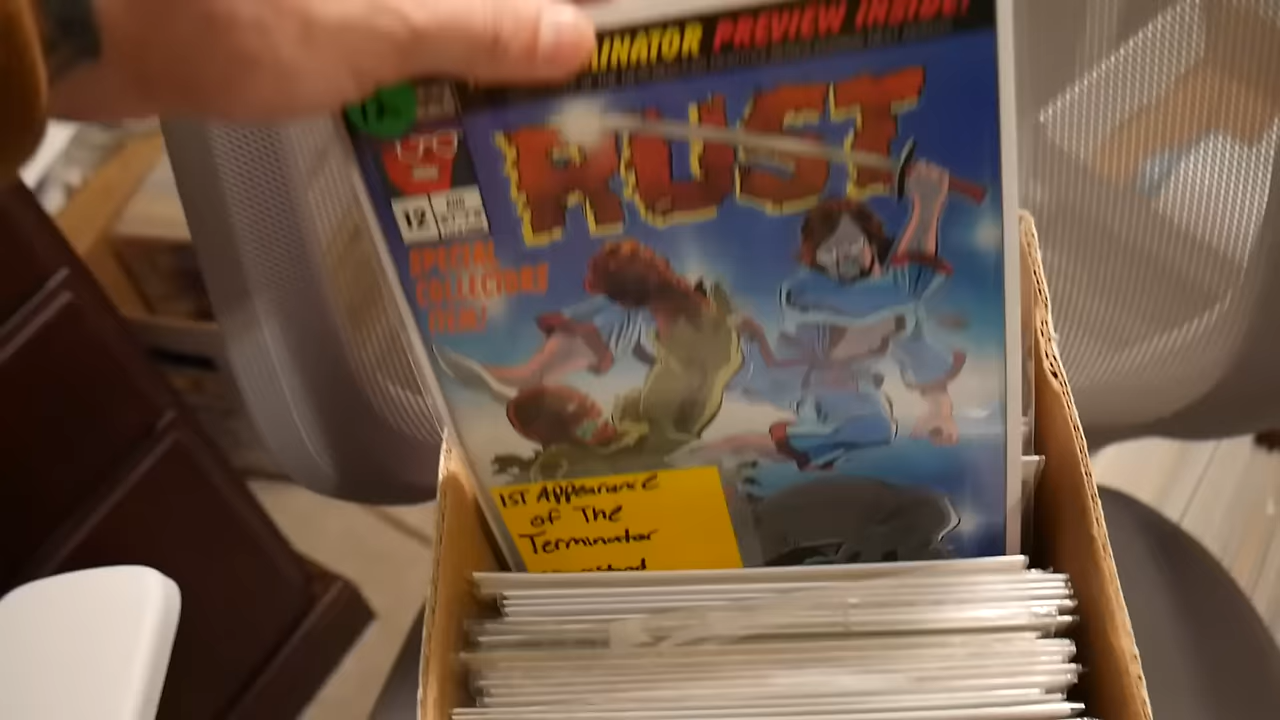 INATOR PREVIEW INSIDE!
RUST
12
SPECIAL
COLLECTORS
ITEM!
1ST Appearance
of The
Terminator